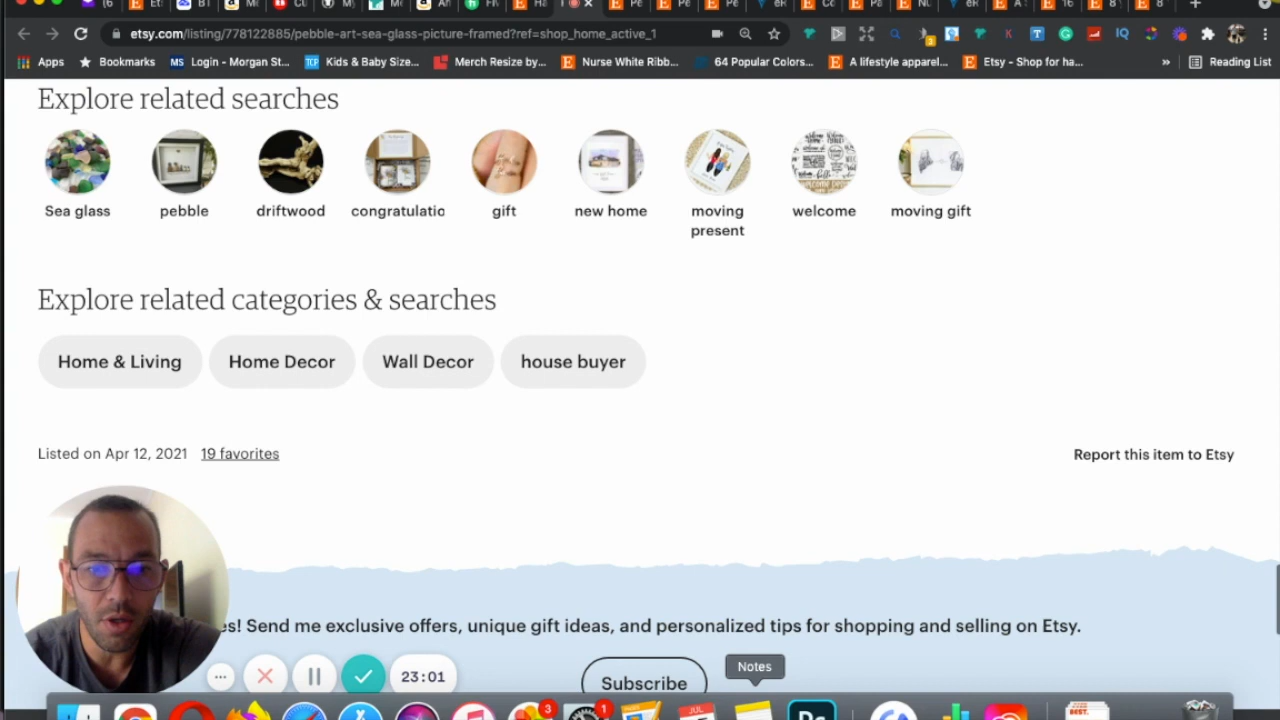 etsy.com/listing/778122885/pebble-art-sea-glass-picture-framed?ref=shop_home_active_1
Apps Bookmarks MS Login - Morgan St... TCP Kids & Baby Size... Merch Resize by... Nurse White Ribb... 64 Popular Colors... A lifestyle apparel... Etsy - Shop for ha... » Reading List
Explore related searches
Sea glass pebble driftwood congratulatio gift new home moving present welcome moving gift
Explore related categories & searches
Home & Living Home Decor Wall Decor house buyer
Listed on Apr 12, 2021 19 favorites Report this item to Etsy
es! Send me exclusive offers, unique gift ideas, and personalized tips for shopping and selling on Etsy.
Notes
23:01
Subscribe
3 1 JUL BEST.